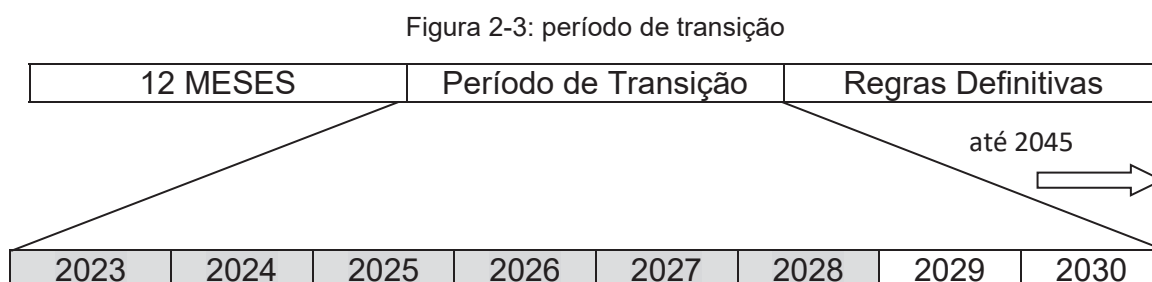 Figura 2-3: período de transição
12 MESES Período de Transição Regras Definitivas
até 2045
2023 2024 2025 2026 2027 2028 2029 2030